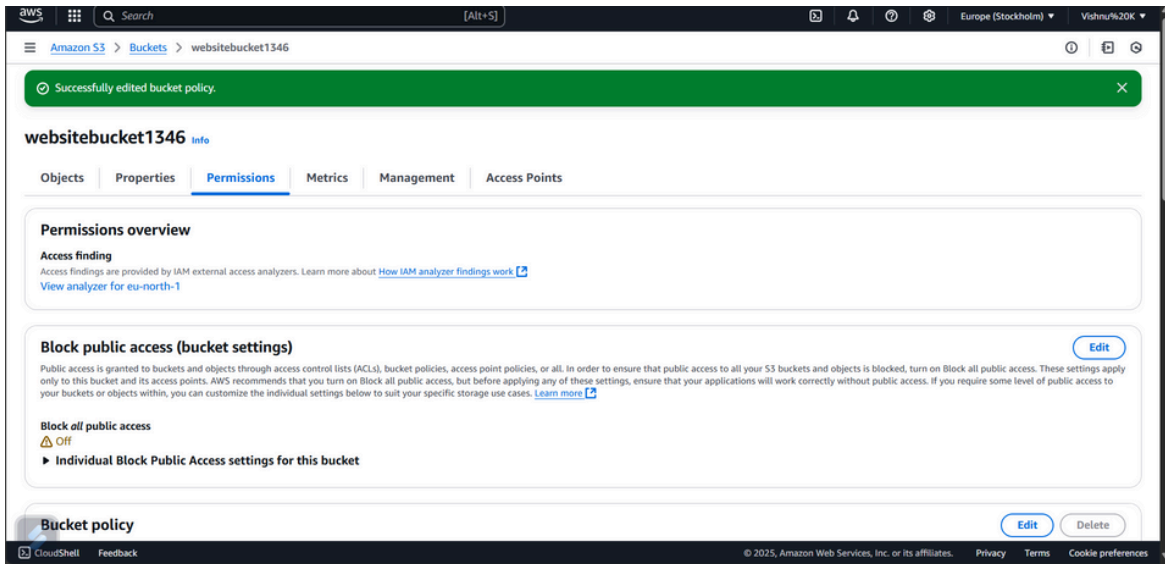 aws
Search [Alt+S] Europe (Stockholm) Vishnu%20K
Amazon S3 > Buckets > websitebucket1346
Successfully edited bucket policy.
websitebucket1346 Info
Objects Properties Permissions Metrics Management Access Points
Permissions overview
Access finding
Access findings are provided by IAM external access analyzers. Learn more about How IAM analyzer findings work
View analyzer for eu-north-1
Block public access (bucket settings) Edit
Public access is granted to buckets and objects through access control lists (ACLs), bucket policies, access point policies, or all. In order to ensure that public access to all your S3 buckets and objects is blocked, turn on Block all public access. These settings apply
only to this bucket and its access points. AWS recommends that you turn on Block all public access, but before applying any of these settings, ensure that your applications will work correctly without public access. If you require some level of public access to
your buckets or objects within, you can customize the individual settings below to suit your specific storage use cases. Learn more
Block all public access
Off
Individual Block Public Access settings for this bucket
Bucket policy Edit Delete
CloudShell Feedback © 2025, Amazon Web Services, Inc. or its affiliates. Privacy Terms Cookie preferences